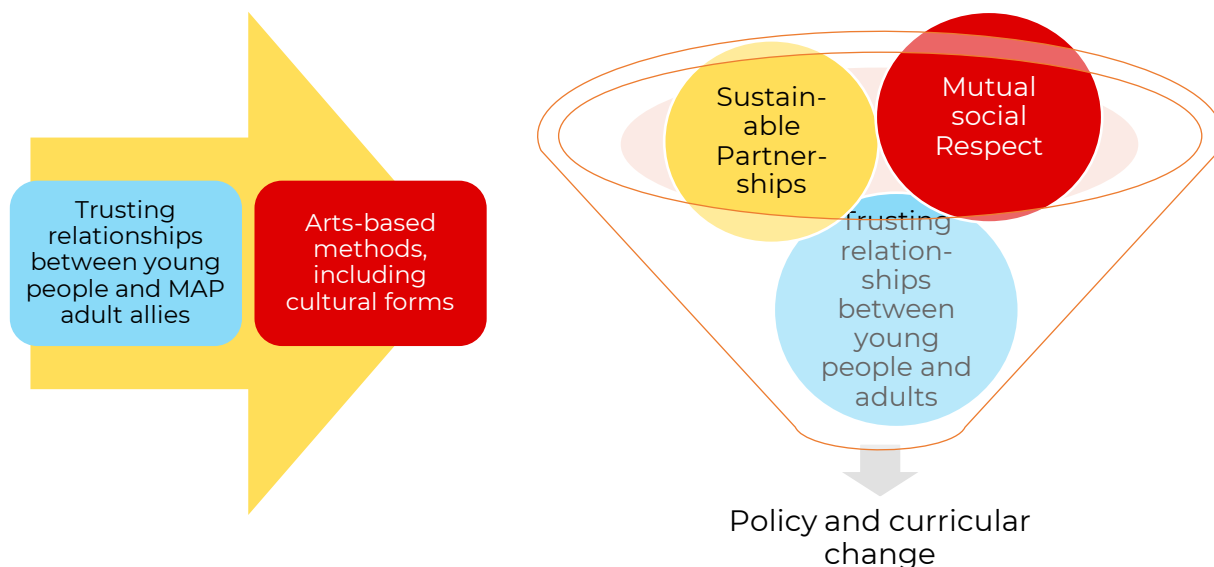 Trusting
relationships
between young
people and MAP
adult allies
Arts-based
methods,
including
cultural forms
Sustain-
able
Partner-
ships
Mutual
social
Respect
Trusting
relation-
ships
between
young
people and
adults
Policy and curricular
change